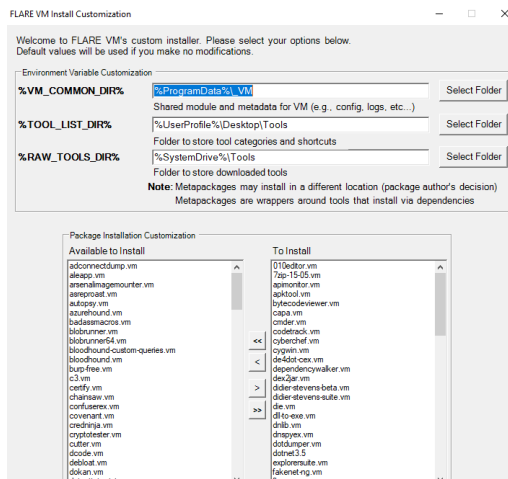 FLARE VM Install Customization
Welcome to FLARE VM's custom installer. Please select your options below.
Default values will be used if you make no modifications.
Environment Variable Customization
%VM_COMMON_DIR%
%ProgramData%\_VM
Select Folder
Shared module and metadata for VM (e.g., config, logs, etc...)
%TOOL_LIST_DIR%
%UserProfile%\Desktop\Tools
Select Folder
Folder to store tool categories and shortcuts
%RAW_TOOLS_DIR%
%SystemDrive%\Tools
Select Folder
Folder to store downloaded tools
Note: Metapackages may install in a different location (package author's decision)
Metapackages are wrappers around tools that install via dependencies
Package Installation Customization
Available to Install
adconnectdump.vm
aleapp.vm
arsenalimagemounter.vm
asreproast.vm
autopsy.vm
azurehound.vm
badassmacros.vm
blobrunner.vm
blobrunner64.vm
bloodhound-custom-queries.vm
bloodhound.vm
burp-free.vm
c3.vm
certify.vm
chainsaw.vm
confuserex.vm
covenant.vm
credninja.vm
cryptotester.vm
cutter.vm
dcode.vm
debloat.vm
dokan.vm
<<
<
>
>>
To Install
010editor.vm
7zip-15-05.vm
apimonitor.vm
apktool.vm
bytecodeviewer.vm
capa.vm
cmder.vm
codetrack.vm
cyberchef.vm
cygwin.vm
de4dot-cex.vm
dependencywalker.vm
dex2jar.vm
didier-stevens-beta.vm
didier-stevens-suite.vm
die.vm
dll-to-exe.vm
dnlib.vm
dnspyex.vm
dotdumper.vm
dotnet3.5
explorersuite.vm
fakenet-ng.vm